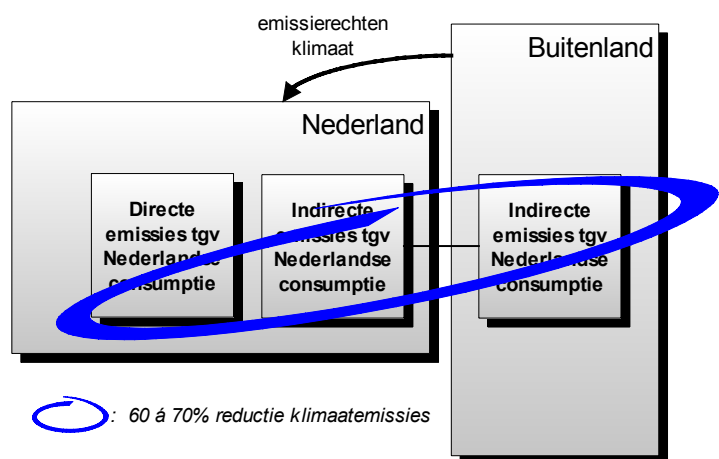 emissierechten
klimaat
Buitenland
Nederland
Directe
emissies tgv
Nederlandse
consumptie
Indirecte
emissies tgv
Nederlandse
consumptie
Indirecte
emissies tgv
Nederlandse
consumptie
: 60 á 70% reductie klimaatemissies